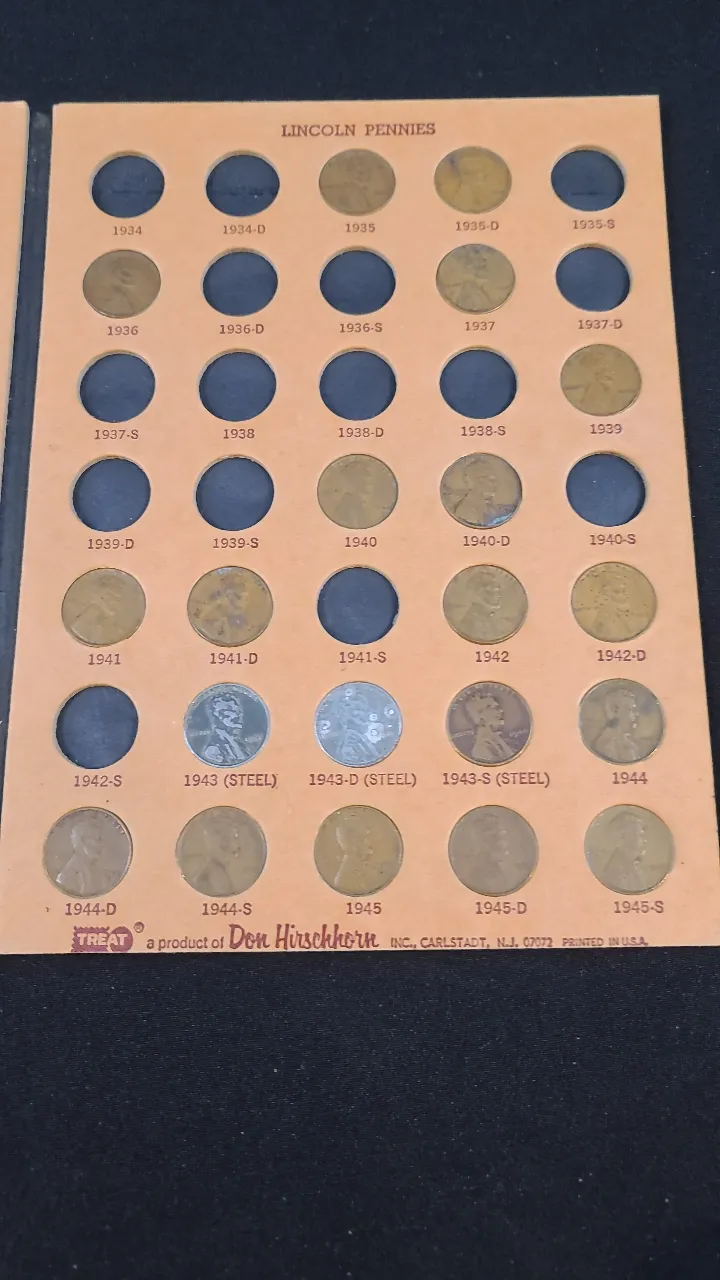 LINCOLN PENNIES
1934 1934-D 1935 1935-D 1935-S
1936 1936-D 1936-S 1937 1937-D
1937-S 1938 1938-D 1938-S 1939
1939-D 1939-S 1940 1940-D 1940-S
1941 1941-D 1941-S 1942 1942-D
1942-S 1943 (STEEL) 1943-D (STEEL) 1943-S (STEEL) 1944
1944-D 1944-S 1945 1945-D 1945-S
TREAT ® a product of Don Hirschhorn INC., CARLSTADT, N.J. 07072 PRINTED IN U.S.A.